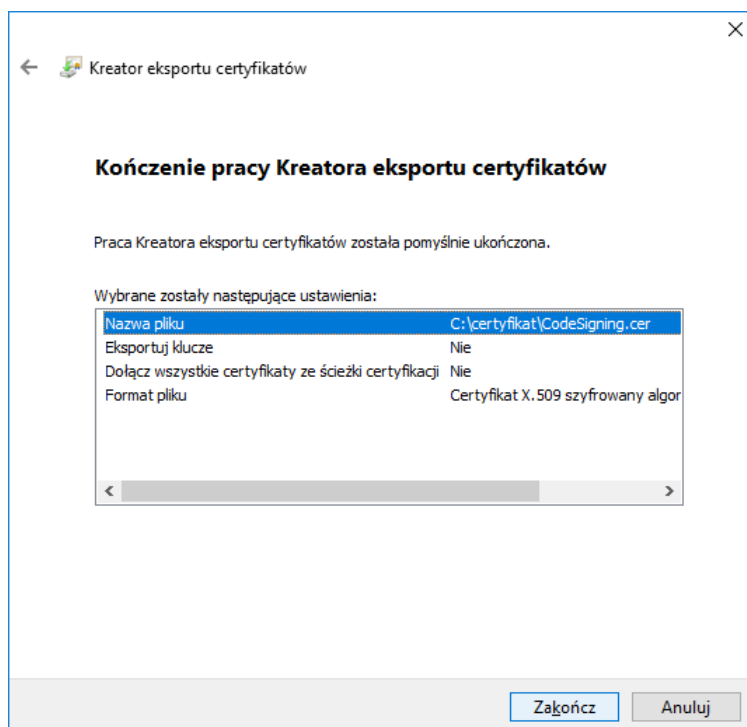 Kreator eksportu certyfikatów
Kończenie pracy Kreatora eksportu certyfikatów
Praca Kreatora eksportu certyfikatów została pomyślnie ukończona.
Wybrane zostały następujące ustawienia:
Nazwa pliku C:\certyfikat\CodeSigning.cer
Eksportuj klucze Nie
Dołącz wszystkie certyfikaty ze ścieżki certyfikacji Nie
Format pliku Certyfikat X.509 szyfrowany algor
Zakończ Anuluj